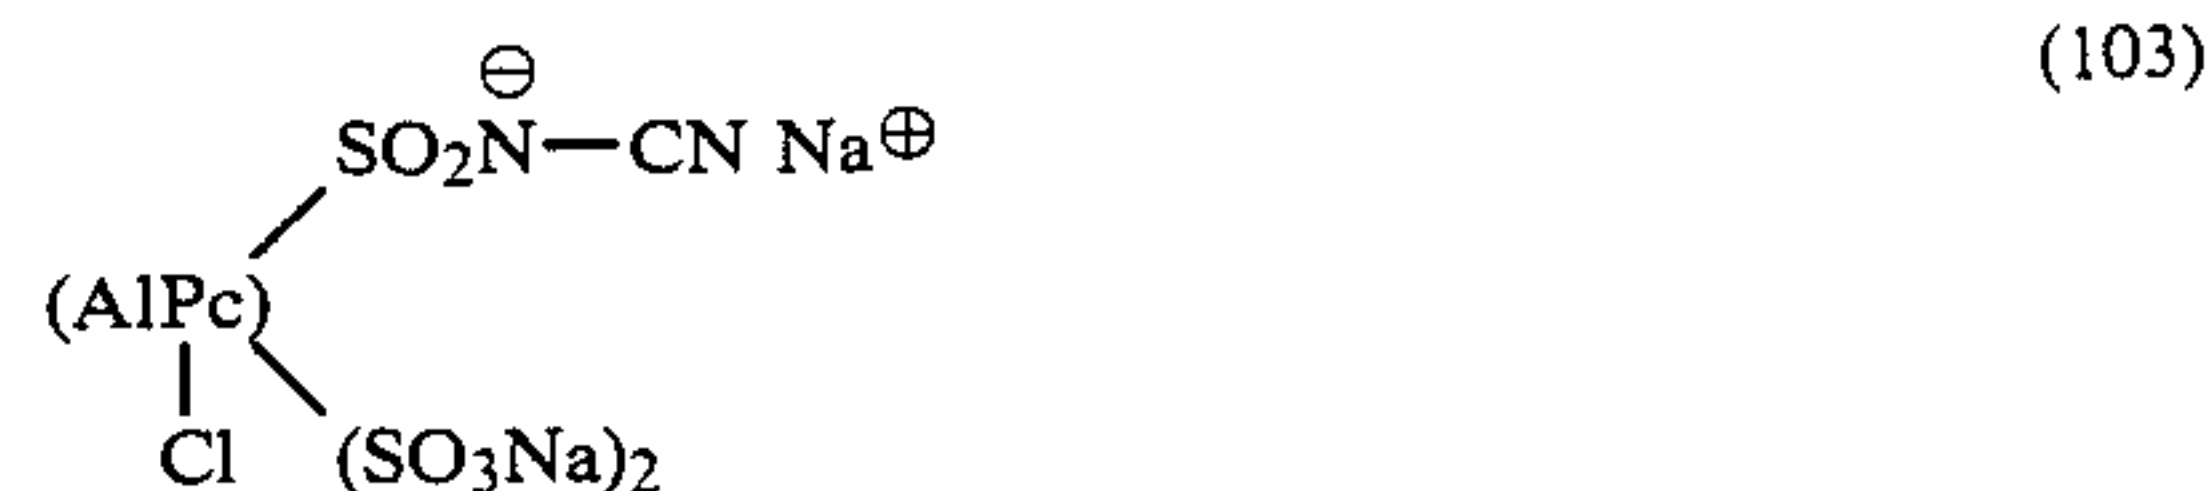 (103)
⊖
SO₂N—CN Na⊕
(AlPc)
Cl (SO₃Na)₂